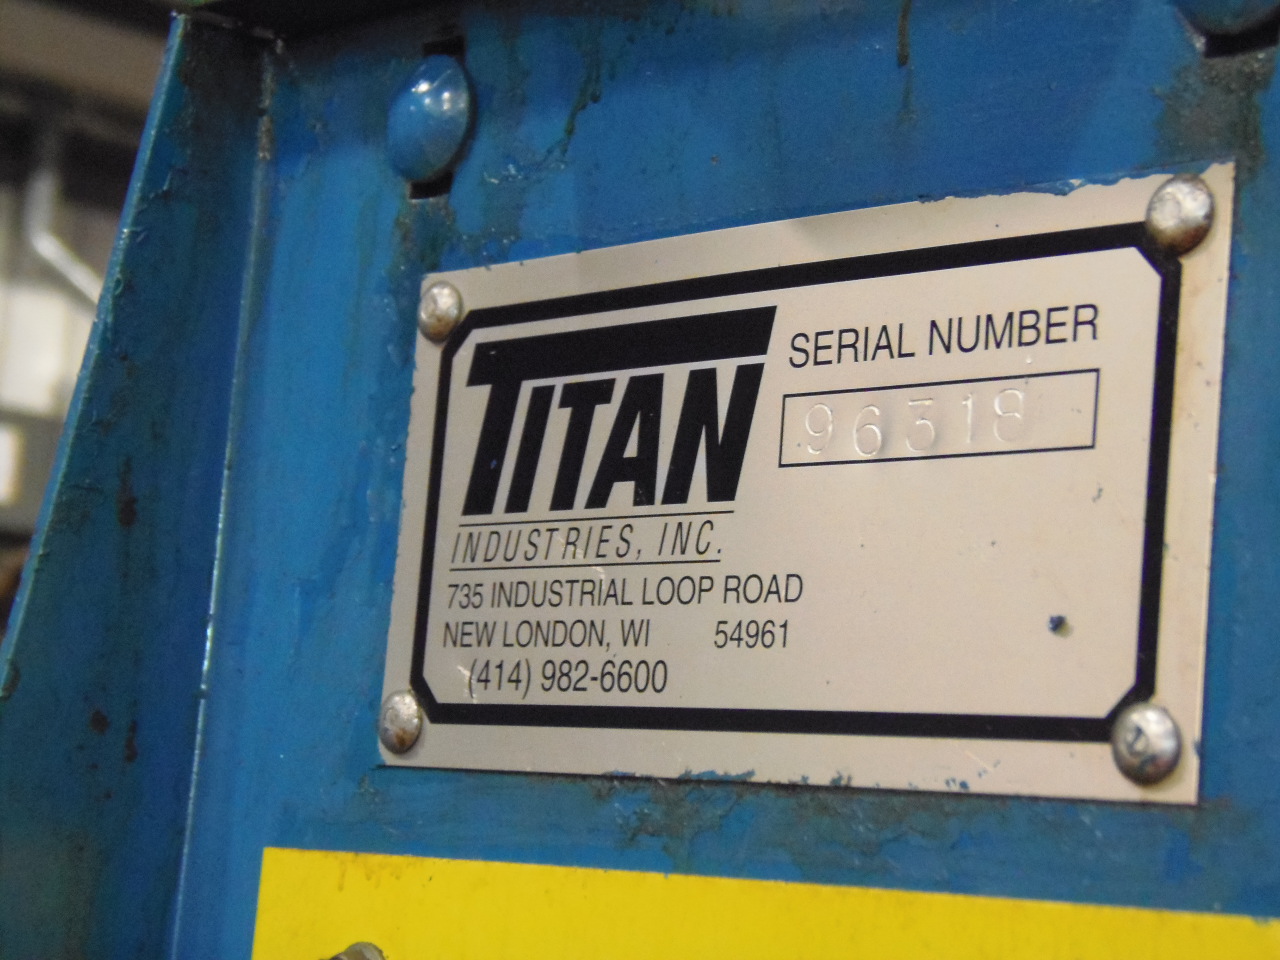 TITAN
INDUSTRIES, INC.
735 INDUSTRIAL LOOP ROAD
NEW LONDON, WI 54961
(414) 982-6600
SERIAL NUMBER
96318